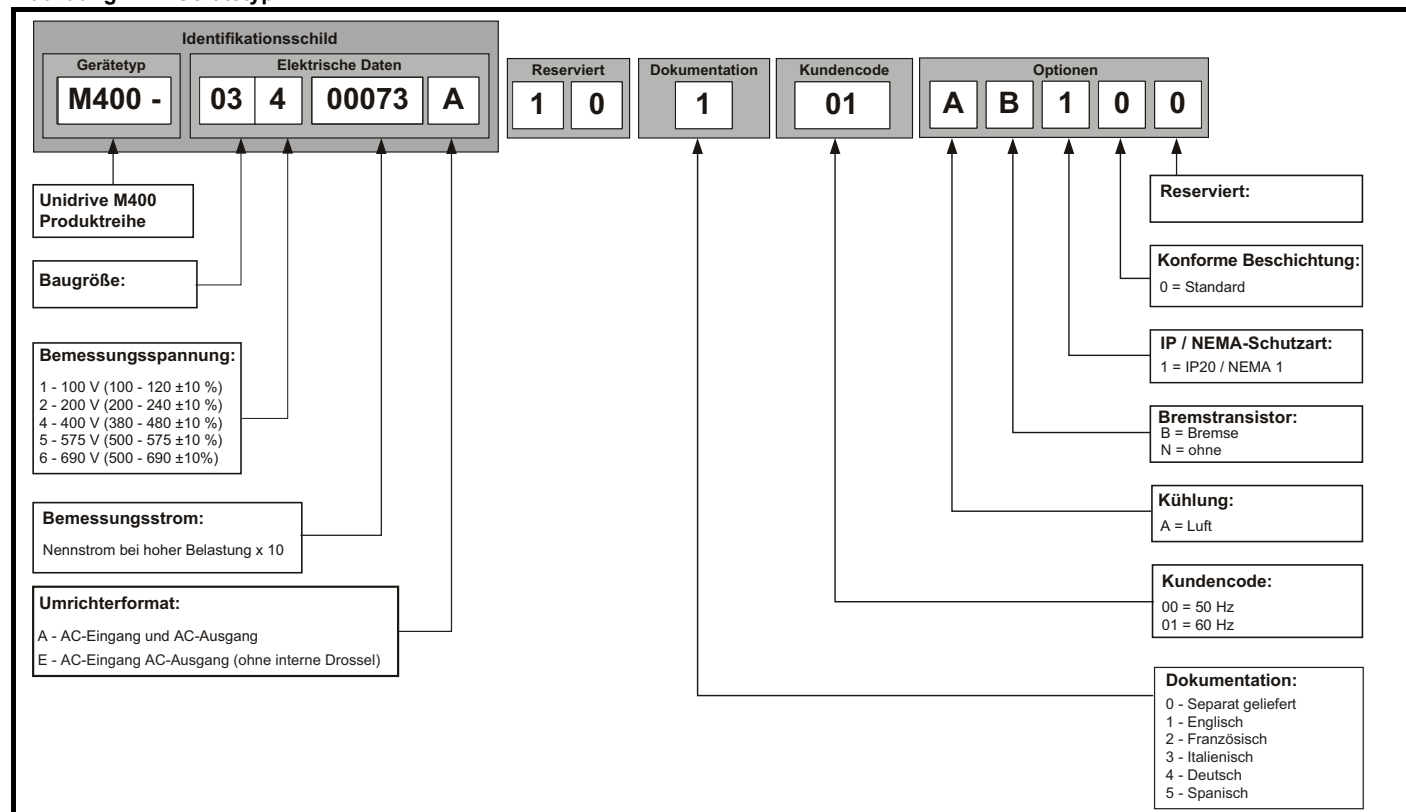 Identifikationsschild
Gerätetyp
Elektrische Daten
Reserviert
Dokumentation
Kundencode
Optionen
M400 -
03 4
00073
A
1 0
1
01
A B 1 0 0
Unidrive M400
Produktreihe
Baugröße:
Bemessungsspannung:
1 - 100 V (100 - 120 ±10 %)
2 - 200 V (200 - 240 ±10 %)
4 - 400 V (380 - 480 ±10 %)
5 - 575 V (500 - 575 ±10 %)
6 - 690 V (500 - 690 ±10%)
Bemessungsstrom:
Nennstrom bei hoher Belastung x 10
Umrichterformat:
A - AC-Eingang und AC-Ausgang
E - AC-Eingang AC-Ausgang (ohne interne Drossel)
Reserviert:
Konforme Beschichtung:
0 = Standard
IP / NEMA-Schutzart:
1 = IP20 / NEMA 1
Bremstransistor:
B = Bremse
N = ohne
Kühlung:
A = Luft
Kundencode:
00 = 50 Hz
01 = 60 Hz
Dokumentation:
0 - Separat geliefert
1 - Englisch
2 - Französisch
3 - Italienisch
4 - Deutsch
5 - Spanisch